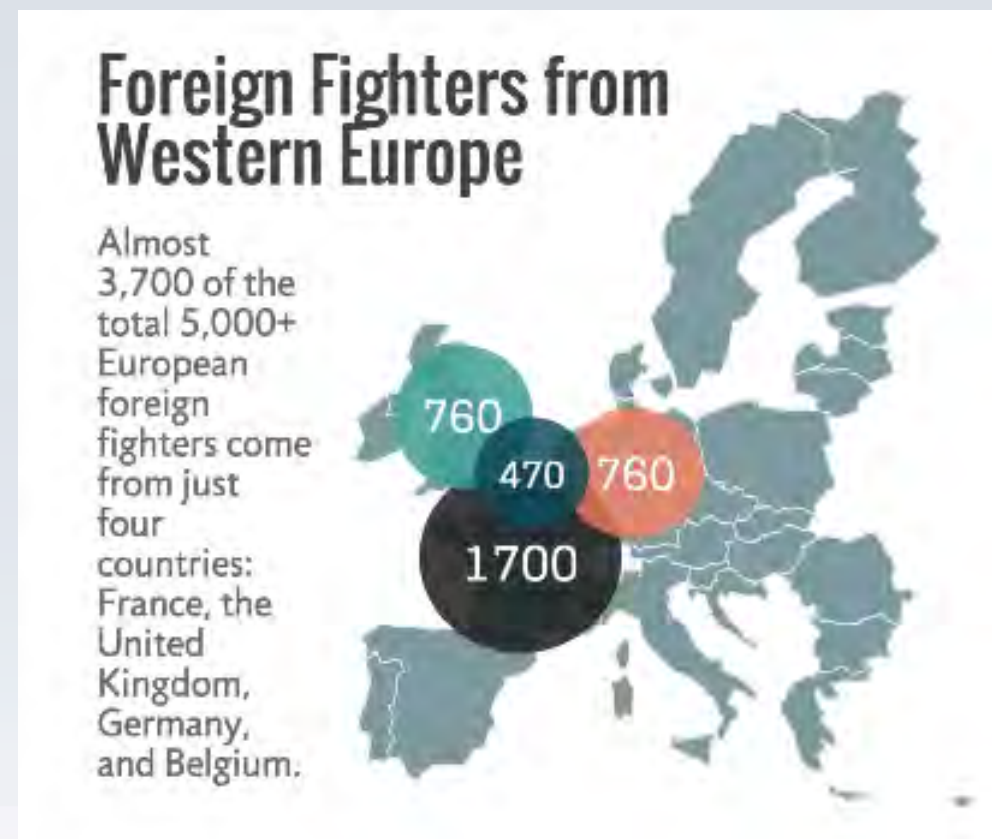 Foreign Fighters from
Western Europe
Almost
3,700 of the
total 5,000+
European
foreign
fighters come
from just
four
countries:
France, the
United
Kingdom,
Germany,
and Belgium.
760
470
760
1700